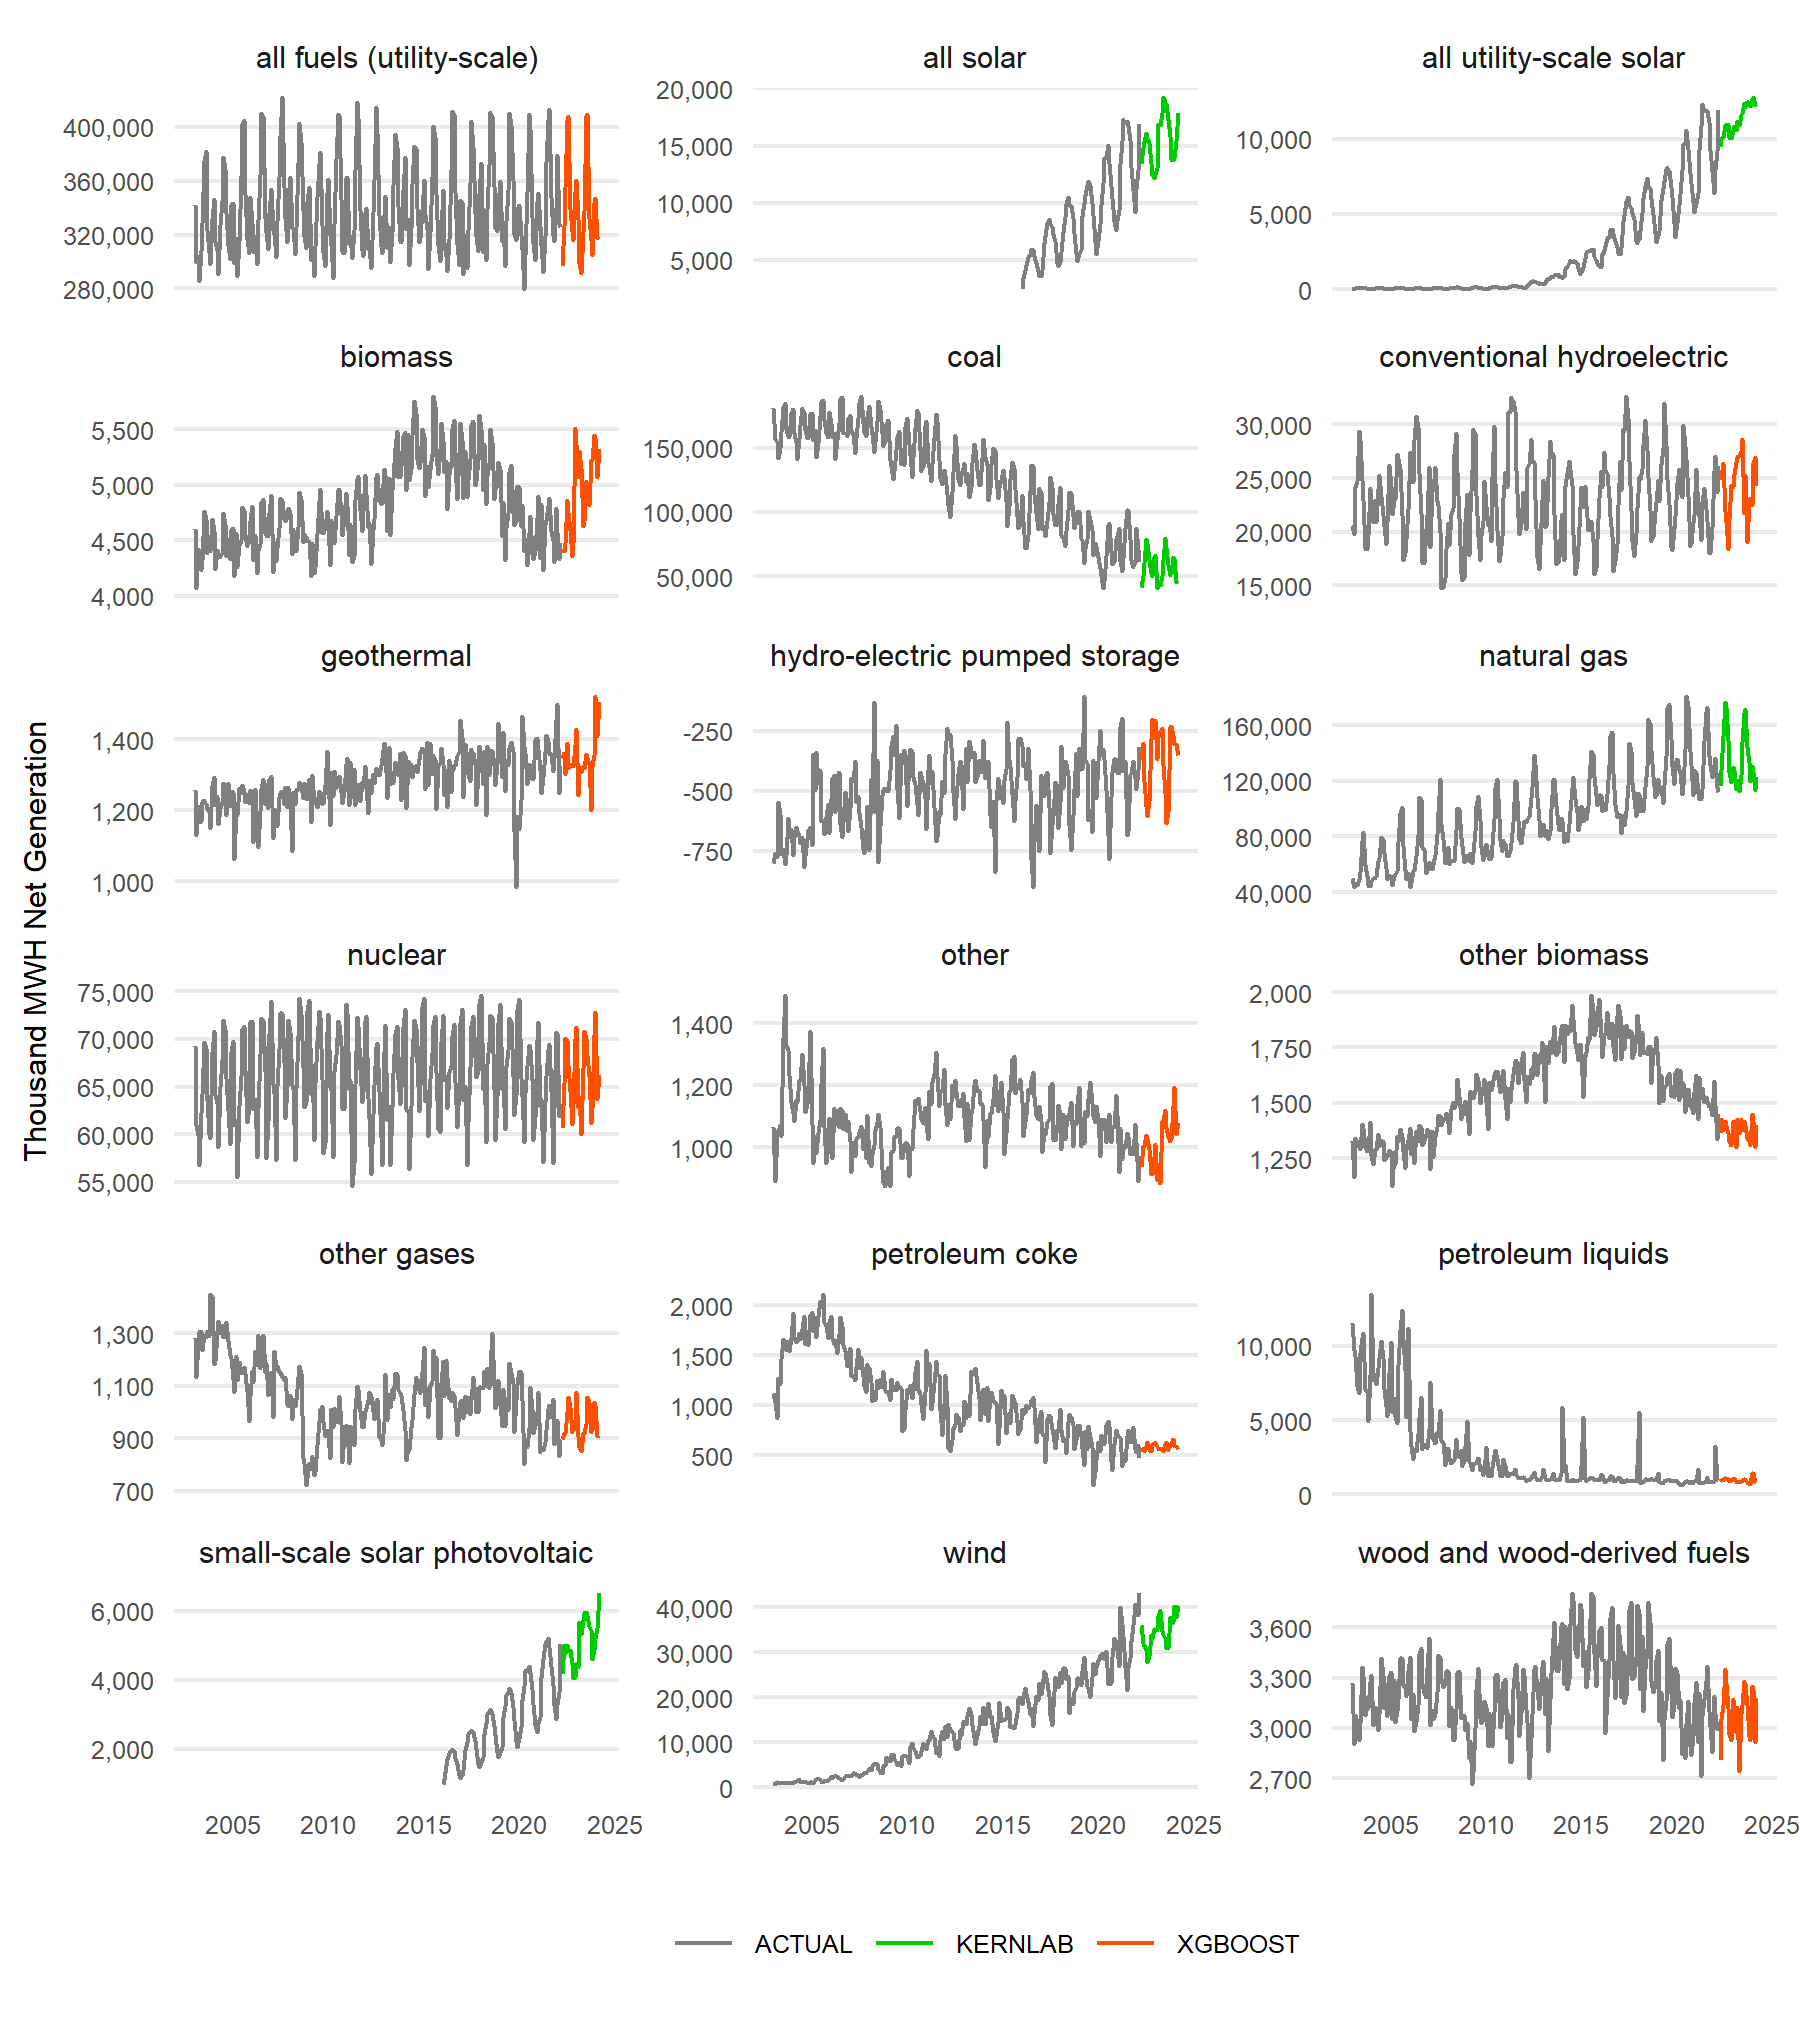 all fuels (utility-scale)
all solar
all utility-scale solar
400,000
360,000
320,000
280,000
20,000
15,000
10,000
5,000
10,000
5,000
0
biomass
coal
conventional hydroelectric
5,500
5,000
4,500
4,000
150,000
100,000
50,000
30,000
25,000
20,000
15,000
geothermal
hydro-electric pumped storage
natural gas
1,400
1,200
1,000
-250
-500
-750
160,000
120,000
80,000
40,000
Thousand MWH Net Generation
nuclear
other
other biomass
75,000
70,000
65,000
60,000
55,000
1,400
1,200
1,000
2,000
1,750
1,500
1,250
other gases
petroleum coke
petroleum liquids
1,300
1,100
900
700
2,000
1,500
1,000
500
10,000
5,000
0
small-scale solar photovoltaic
wind
wood and wood-derived fuels
6,000
4,000
2,000
40,000
30,000
20,000
10,000
0
3,600
3,300
3,000
2,700
2005 2010 2015 2020 2025
2005 2010 2015 2020 2025
2005 2010 2015 2020 2025
ACTUAL KERNLAB XGBOOST